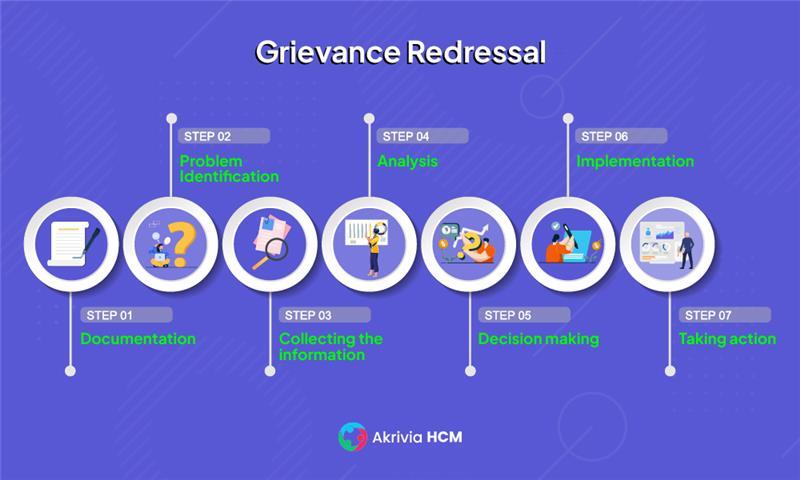 Grievance Redressal
STEP 01
Documentation
STEP 02
Problem
Identification
STEP 03
Collecting the
information
STEP 04
Analysis
STEP 05
Decision making
STEP 06
Implementation
STEP 07
Taking action
Akrivia HCM